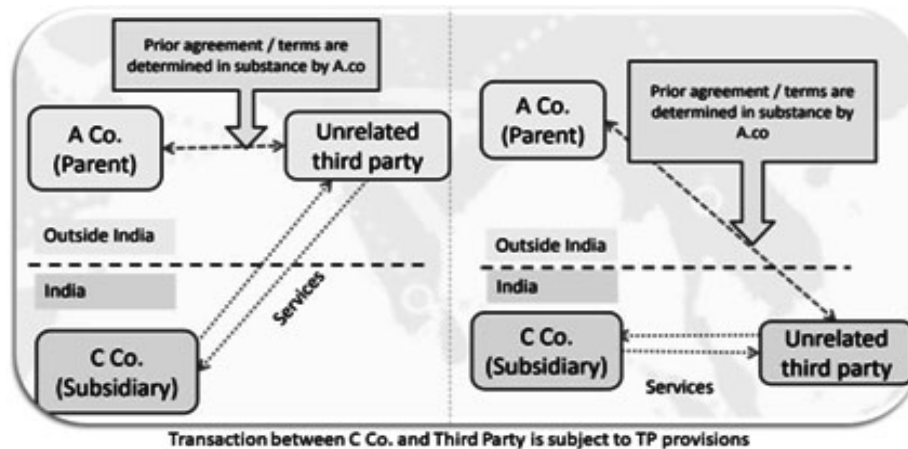 Prior agreement / terms are
determined in substance by A.co
A Co.
(Parent)
Unrelated
third party
Outside India
India
Services
C Co.
(Subsidiary)
Prior agreement / terms are
determined in substance by
A.co
A Co.
(Parent)
Outside India
India
C Co.
(Subsidiary)
Unrelated
third party
Services
Transaction between C Co. and Third Party is subject to TP provisions